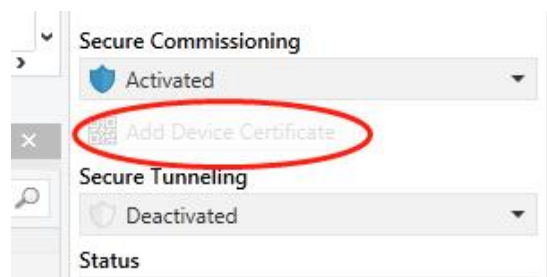 Secure Commissioning
Activated
Add Device Certificate
Secure Tunneling
Deactivated
Status